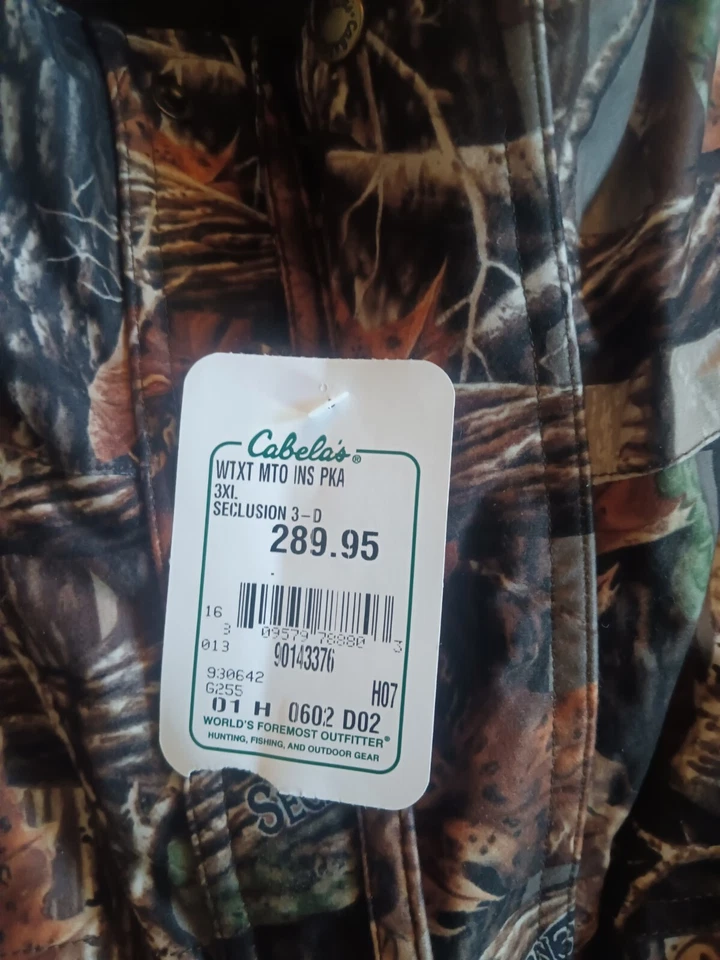 Cabela's®
WTXT MTO INS PKA
3XL
SECLUSION 3-D
289.95
16
3 09579 78880 3
013
90143376
930642
G255
H07
01 H 0602 D02
WORLD'S FOREMOST OUTFITTER®
HUNTING, FISHING, AND OUTDOOR GEAR